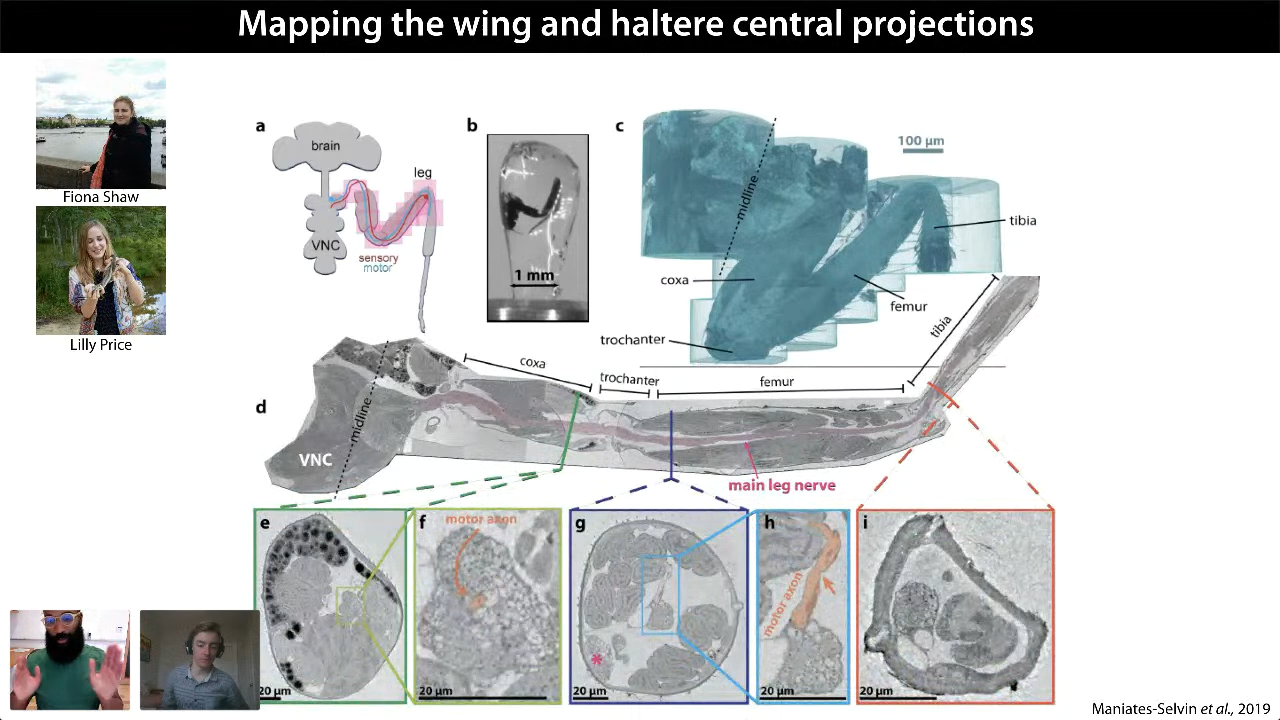 Mapping the wing and haltere central projections
Fiona Shaw
Lilly Price
a
brain
leg
VNC
sensory
motor
b
1 mm
c
100 µm
midline
tibia
coxa
femur
trochanter
tibia
d
coxa
trochanter
femur
midline
VNC
main leg nerve
e
20 µm
f
motor axon
20 µm
g
*
20 µm
h
motor axon
20 µm
i
20 µm
Maniates-Selvin et al., 2019